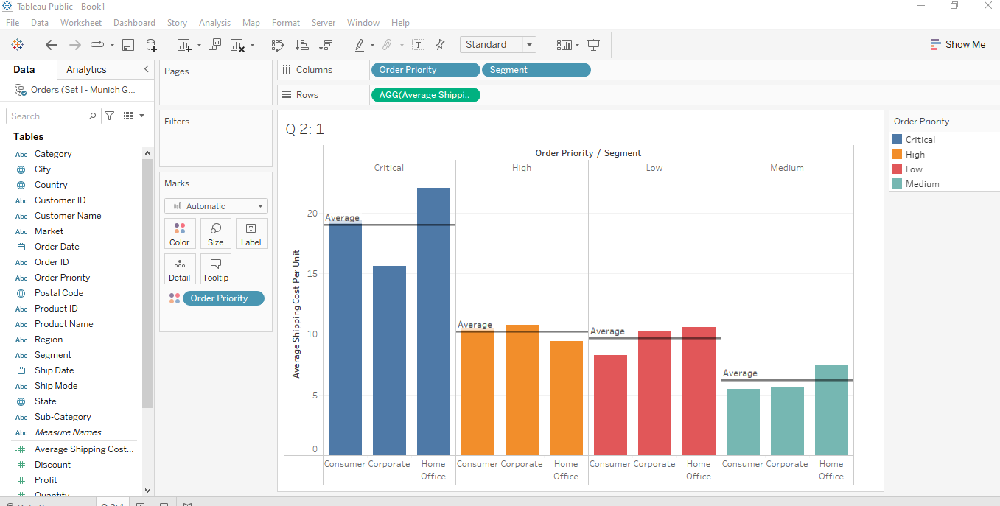 Tableau Public - Book1
File Data Worksheet Dashboard Story Analysis Map Format Server Window Help
Standard
Show Me
Data Analytics
Orders (Set I - Munich G...
Search
Tables
Abc Category
City
Country
Abc Customer ID
Abc Customer Name
Abc Market
Order Date
Abc Order ID
Abc Order Priority
Postal Code
Abc Product ID
Abc Product Name
Abc Region
Abc Segment
Ship Date
Abc Ship Mode
State
Abc Sub-Category
Abc Measure Names
=# Average Shipping Cost...
# Discount
# Profit
# Quantity
Pages
Filters
Marks
Automatic
Color Size Label
Detail Tooltip
Order Priority
Columns Order Priority Segment
Rows AGG(Average Shippi..
Q 2: 1
Order Priority / Segment
Critical High Low Medium
Average Shipping Cost Per Unit
20
15
10
5
0
Average
Average
Average
Average
Consumer Corporate Home Office
Consumer Corporate Home Office
Consumer Corporate Home Office
Consumer Corporate Home Office
Order Priority
Critical
High
Low
Medium
Q 2: 1